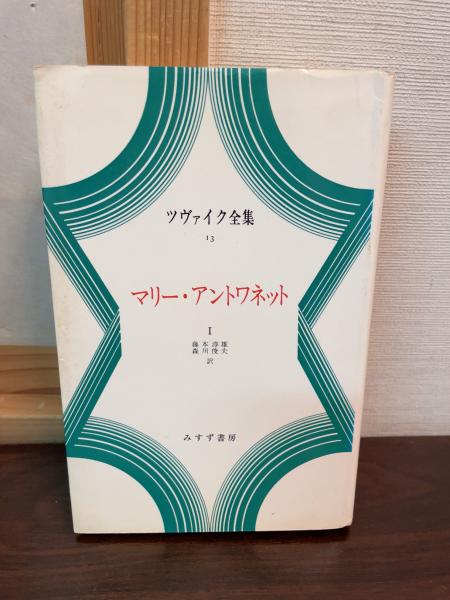 ツヴァイク全集
13
マリー・アントワネット
I
藤本淳雄
森川俊夫
訳
みすず書房